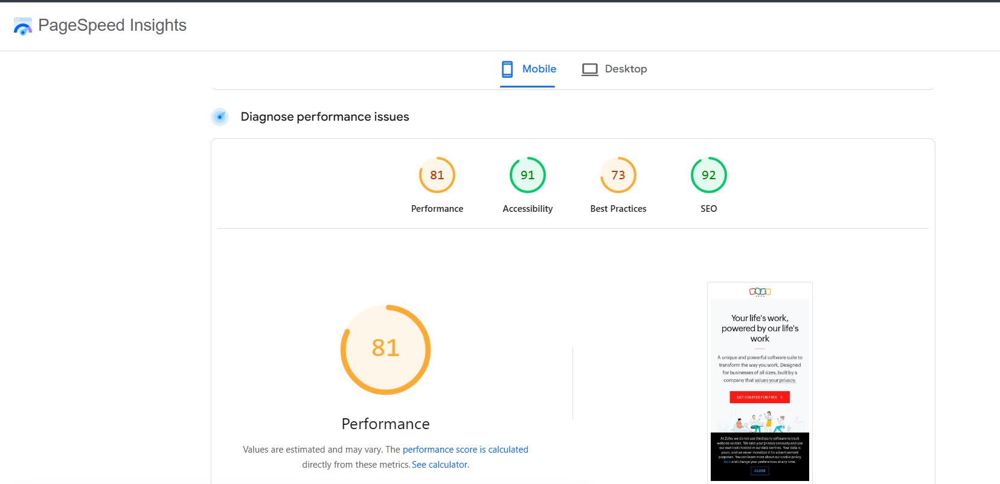 PageSpeed Insights
Mobile
Desktop
Diagnose performance issues
81
91
73
92
Performance
Accessibility
Best Practices
SEO
81
Performance
Values are estimated and may vary. The performance score is calculated
directly from these metrics. See calculator.
ZOHO
Your life's work,
powered by our life's
work
A unique and powerful software suite to
transform the way you work. Designed
for businesses of all sizes, built by a
company that values your privacy.
GET STARTED FOR FREE >
At Zoho, we do not use third-party software to track
website visitors. We take your privacy seriously and use
our own tools hosted in our data centres. Your data is
yours, and we never monetize it for advertisement
purposes. You can learn more about our cookie policy
here and change your preferences at any time.
CLOSE